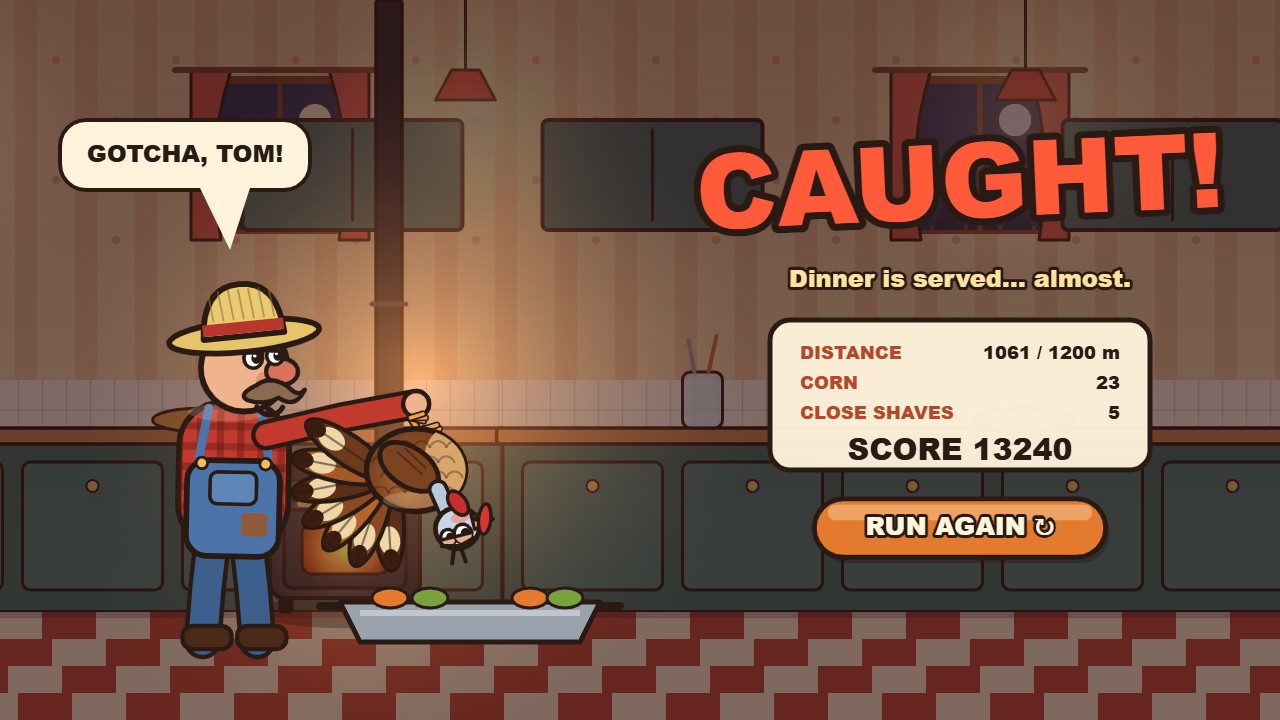 GOTCHA, TOM!
CAUGHT!
Dinner is served... almost.
DISTANCE 1061 / 1200 m
CORN 23
CLOSE SHAVES 5
SCORE 13240
RUN AGAIN ↻